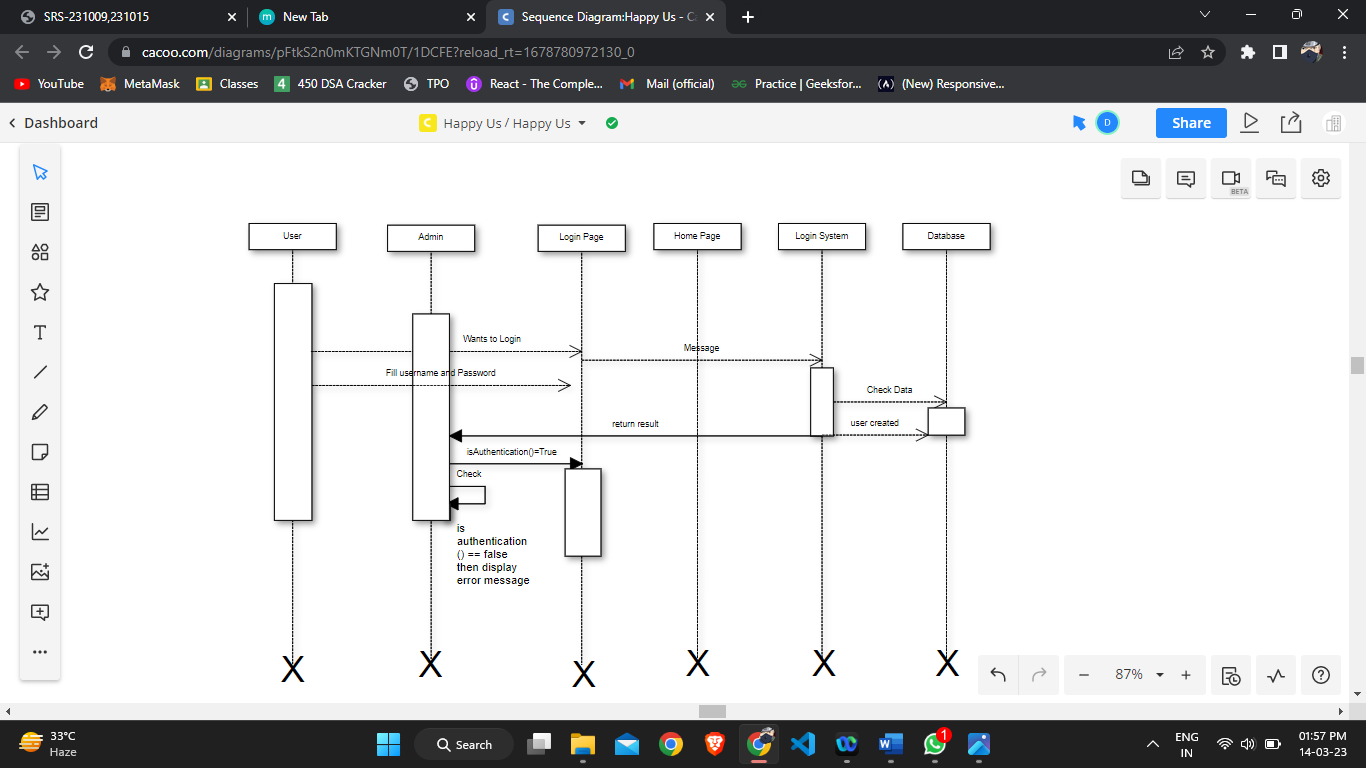 SRS-231009,231015
New Tab
Sequence Diagram:Happy Us - Ca
cacoo.com/diagrams/pFtkS2n0mKTGNm0T/1DCFE?reload_rt=1678780972130_0
YouTube MetaMask Classes 450 DSA Cracker TPO React - The Comple... Mail (official) Practice | Geeksfor... (New) Responsive...
Dashboard
Happy Us / Happy Us
D
Share
BETA
User Admin Login Page Home Page Login System Database
Wants to Login
Message
Fill username and Password
Check Data
return result
user created
isAuthentication()=True
Check
is
authentication
() == false
then display
error message
X X X X X X
87%
33°C
Haze
Search
1
ENG
IN
01:57 PM
14-03-23